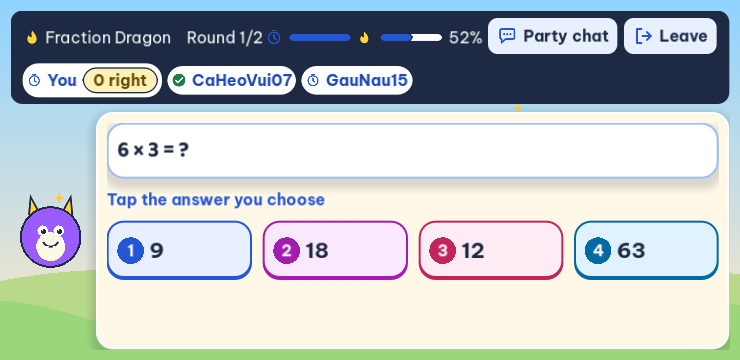 Fraction Dragon Round 1/2 52% Party chat Leave
You 0 right CaHeoVui07 GauNau15
6 × 3 = ?
Tap the answer you choose
1 9 2 18 3 12 4 63